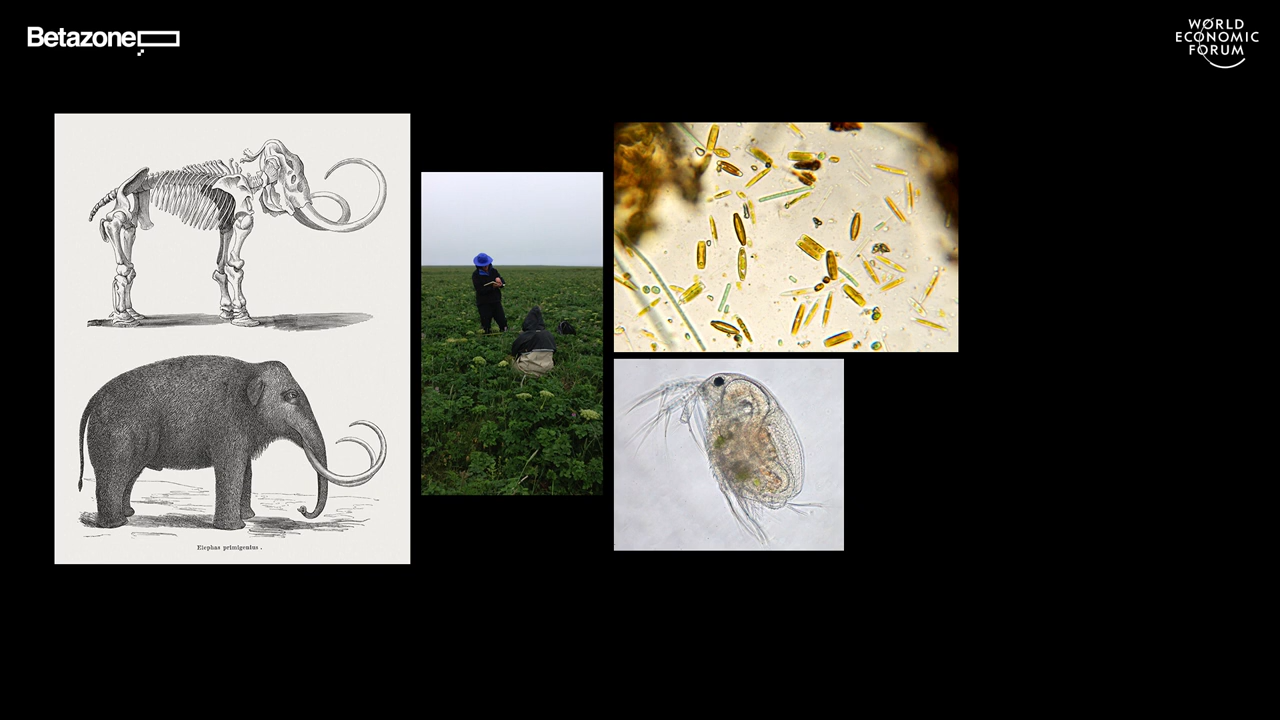 Betazone
WORLD
ECONOMIC
FORUM
Elephas primigenius.